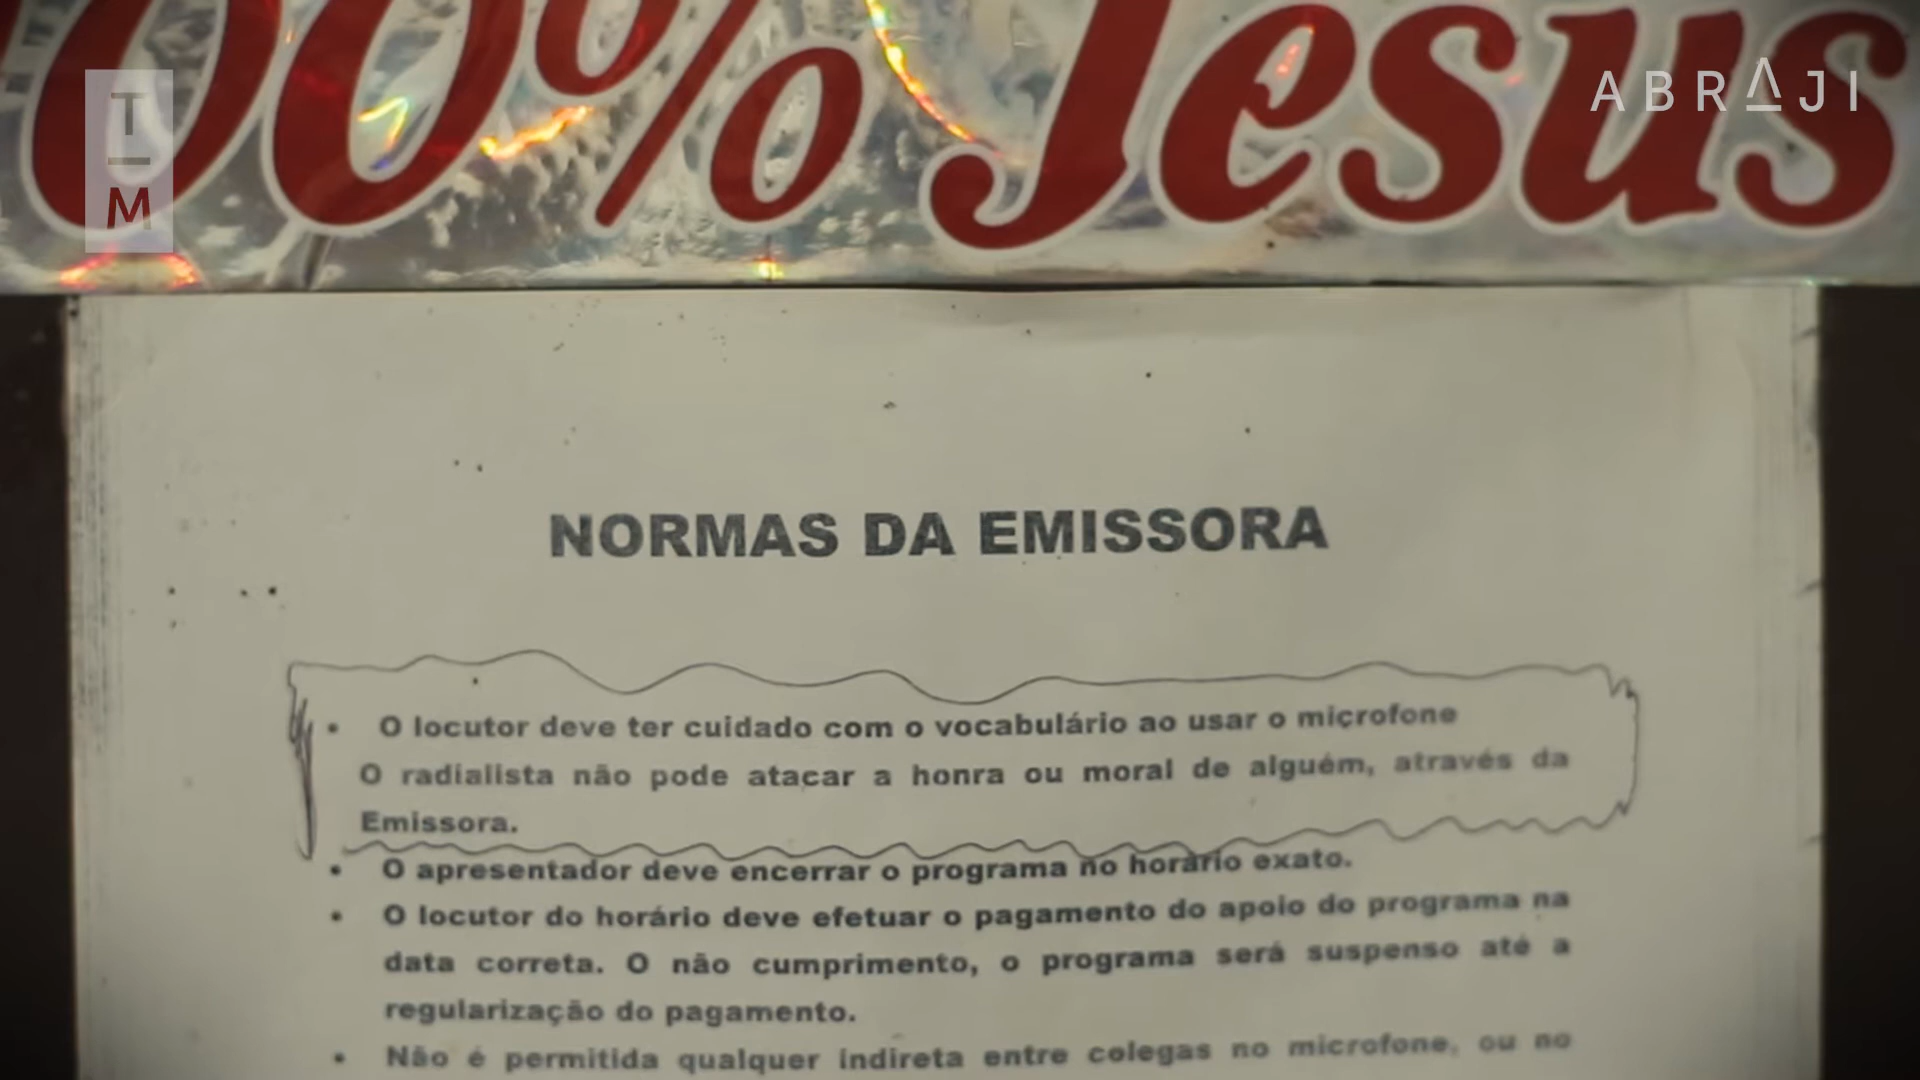 00% Jesus
T
M
ABRAJI
NORMAS DA EMISSORA
• O locutor deve ter cuidado com o vocabulário ao usar o microfone
O radialista não pode atacar a honra ou moral de alguém, através da
Emissora.
• O apresentador deve encerrar o programa no horário exato.
• O locutor do horário deve efetuar o pagamento do apoio do programa na
data correta. O não cumprimento, o programa será suspenso até a
regularização do pagamento.
• Não é permitida qualquer indireta entre colegas no microfone, ou no